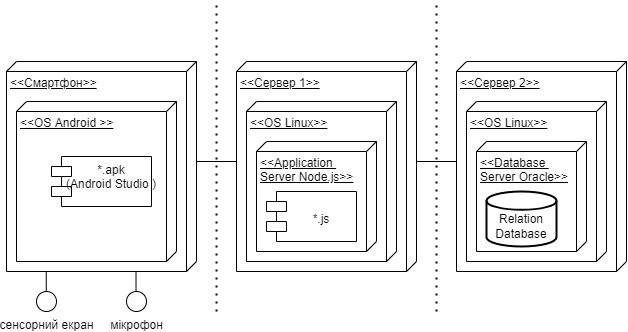 <<Смартфон>>
<<OS Android >>
*.apk
(Android Studio )
сенсорний екран
мікрофон
<<Сервер 1>>
<<OS Linux>>
<<Application
Server Node.js>>
*.js
<<Сервер 2>>
<<OS Linux>>
<<Database
Server Oracle>>
Relation
Database